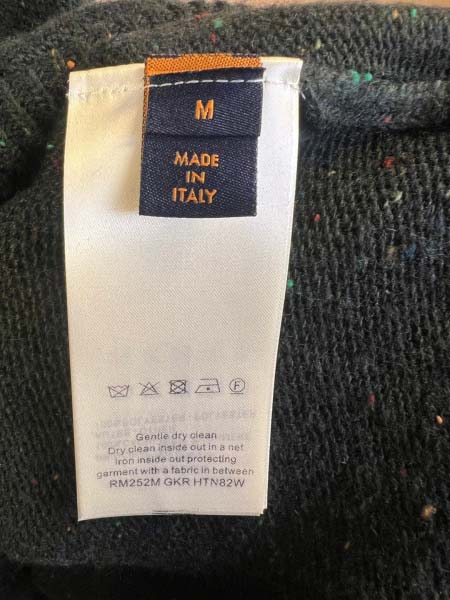 M
MADE
IN
ITALY
F
Gentle dry clean
Dry clean inside out in a net
Iron inside out protecting
garment with a fabric in between
RM252M GKR HTN82W